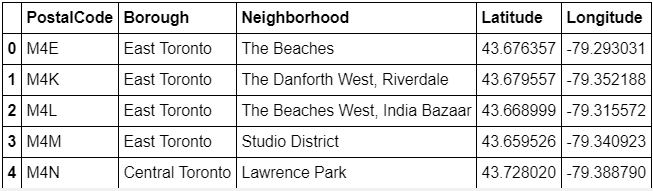 PostalCode Borough Neighborhood Latitude Longitude
0 M4E East Toronto The Beaches 43.676357 -79.293031
1 M4K East Toronto The Danforth West, Riverdale 43.679557 -79.352188
2 M4L East Toronto The Beaches West, India Bazaar 43.668999 -79.315572
3 M4M East Toronto Studio District 43.659526 -79.340923
4 M4N Central Toronto Lawrence Park 43.728020 -79.388790